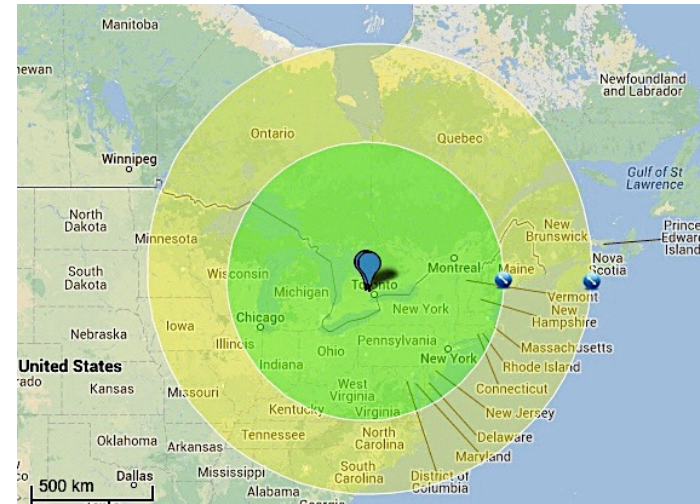 Manitoba
ewan
Newfoundland
and Labrador
Ontario
Quebec
Winnipeg
Gulf of St
Lawrence
North
Dakota
Minnesota
New
Brunswick
Prince
Edward
Island
Nova
Scotia
Montreal
Maine
South
Dakota
Wisconsin
Michigan
Toronto
Vermont
New York
New
Hampshire
Chicago
Iowa
Nebraska
Massachusetts
Illinois
Ohio
Pennsylvania
New York
Rhode Island
Indiana
United States
rado
Kansas
Missouri
West
Virginia
Connecticut
Kentucky
Virginia
New Jersey
Tennessee
North
Carolina
Delaware
Oklahoma
Arkansas
Maryland
South
Carolina
District of
Columbia
Mississippi
Alabama
500 km
Dallas